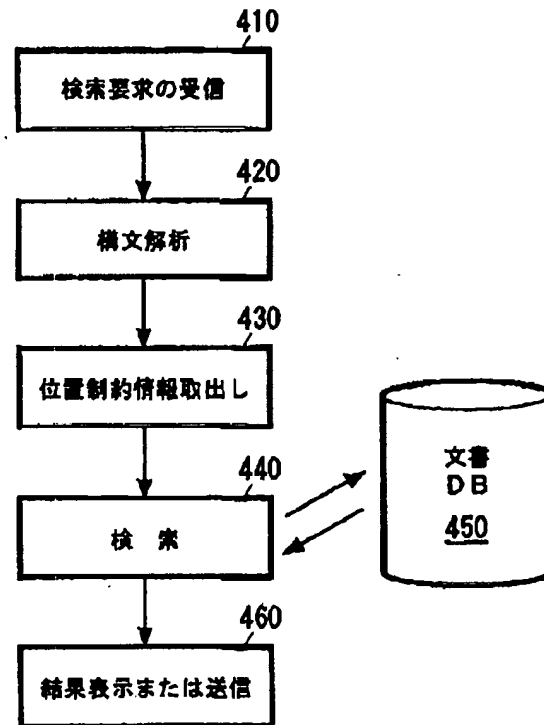 410
検索要求の受信
420
構文解析
430
位置制約情報取出し
440
検 索
文書
DB
450
460
結果表示または送信